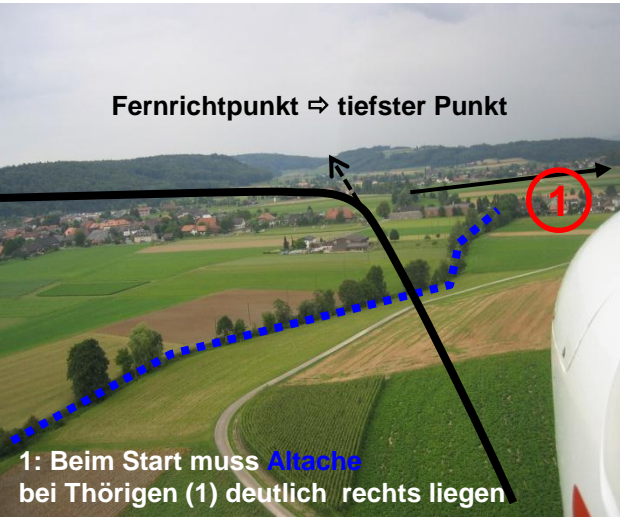 Fernrichtpunkt ⇨ tiefster Punkt
1
1: Beim Start muss Altache
bei Thörigen (1) deutlich rechts liegen